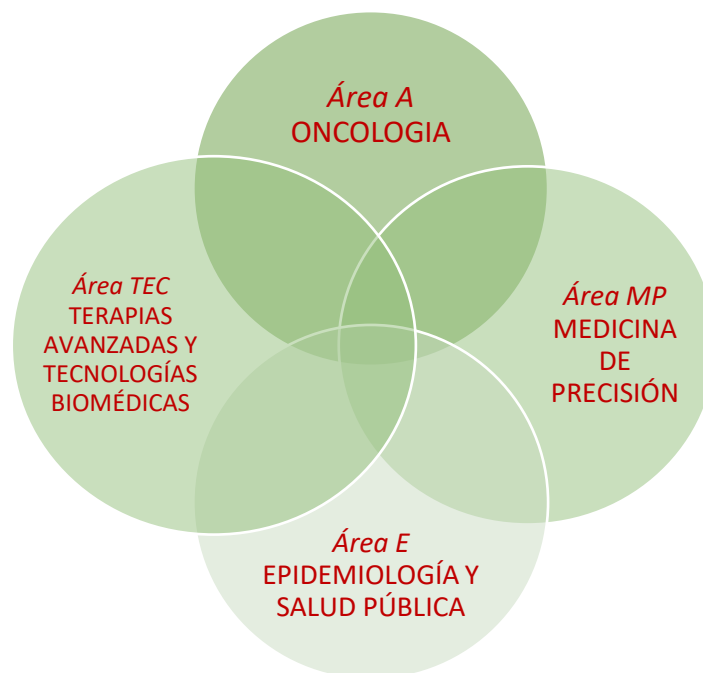 Área A
ONCOLOGIA
Área TEC
TERAPIAS
AVANZADAS Y
TECNOLOGÍAS
BIOMÉDICAS
Área MP
MEDICINA
DE
PRECISIÓN
Área E
EPIDEMIOLOGÍA Y
SALUD PÚBLICA